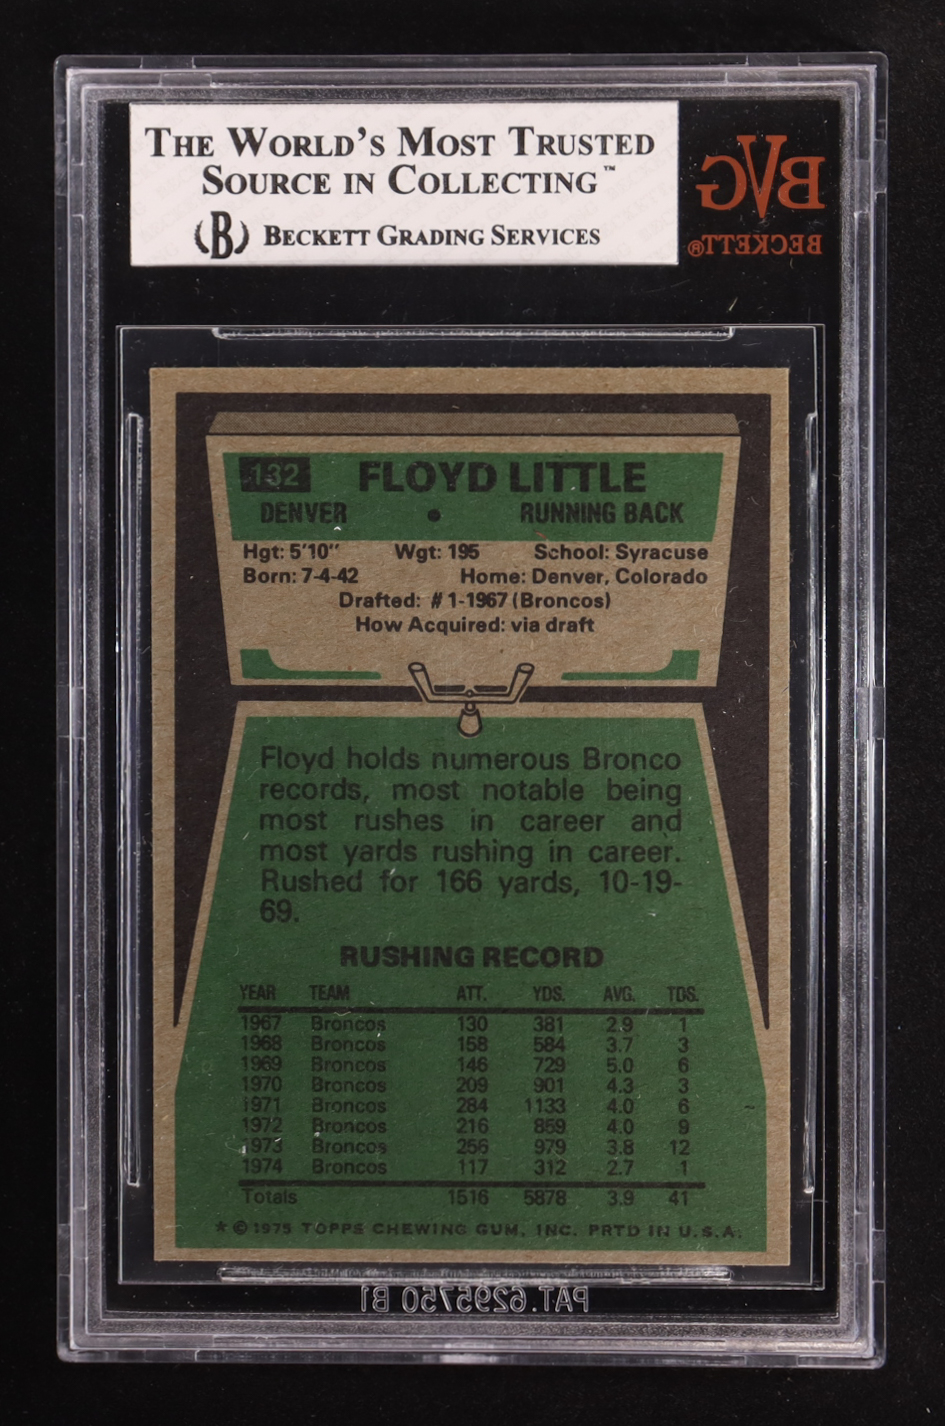 THE WORLD'S MOST TRUSTED
SOURCE IN COLLECTING™
(B) BECKETT GRADING SERVICES
BVG
BECKETT®
132 FLOYD LITTLE
DENVER • RUNNING BACK
Hgt: 5'10" Wgt: 195 School: Syracuse
Born: 7-4-42 Home: Denver, Colorado
Drafted: #1-1967 (Broncos)
How Acquired: via draft
Floyd holds numerous Bronco
records, most notable being
most rushes in career and
most yards rushing in career.
Rushed for 166 yards, 10-19-
69.
RUSHING RECORD
YEAR TEAM ATT. YDS. AVG. TDS.
1967 Broncos 130 381 2.9 1
1968 Broncos 158 584 3.7 3
1969 Broncos 146 729 5.0 6
1970 Broncos 209 901 4.3 3
1971 Broncos 284 1133 4.0 6
1972 Broncos 216 859 4.0 9
1973 Broncos 256 979 3.8 12
1974 Broncos 117 312 2.7 1
Totals 1516 5878 3.9 41
* © 1975 TOPPS CHEWING GUM, INC. PRTD IN U.S.A.
PAT.6295750 B1